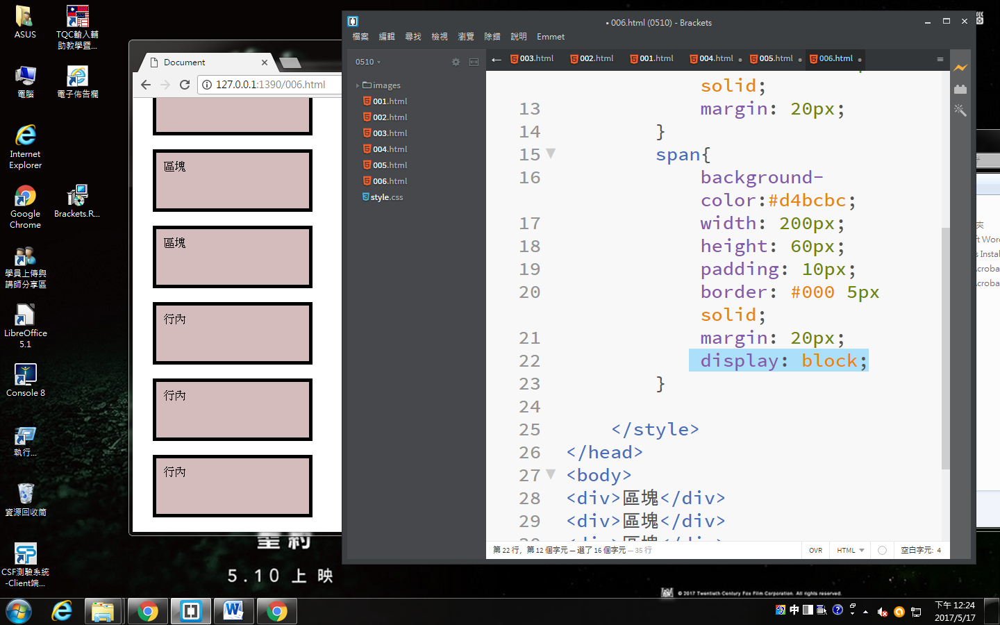 ASUS
TQC輸入輔
助教學暨...
電腦
電子佈告欄
Internet
Explorer
Google
Chrome
Brackets.R...
學員上傳與
講師分享區
LibreOffice
5.1
Console 8
執行...
資源回收筒
CSF測驗系統
-Client端...
Document
127.0.0.1:1390/006.html
區塊
區塊
行內
行內
行內
• 006.html (0510) - Brackets
檔案 編輯 尋找 檢視 瀏覽 除錯 說明 Emmet
0510
images
001.html
002.html
003.html
004.html
005.html
006.html
style.css
003.html 002.html 001.html 004.html 005.html 006.html
solid;
13 margin: 20px;
14 }
15 span{
16 background-
color:#d4bcbc;
17 width: 200px;
18 height: 60px;
19 padding: 10px;
20 border: #000 5px
solid;
21 margin: 20px;
22 display: block;
23 }
24
25 </style>
26 </head>
27 <body>
28 <div>區塊</div>
29 <div>區塊</div>
第 22 行, 第 12 個字元 — 選了 16 個字元 — 35 行
OVR HTML 空白字元: 4
5.10 上映
© 2017 Twentieth Century Fox Film Corporation. All rights reserved.
中
下午 12:24
2017/5/17